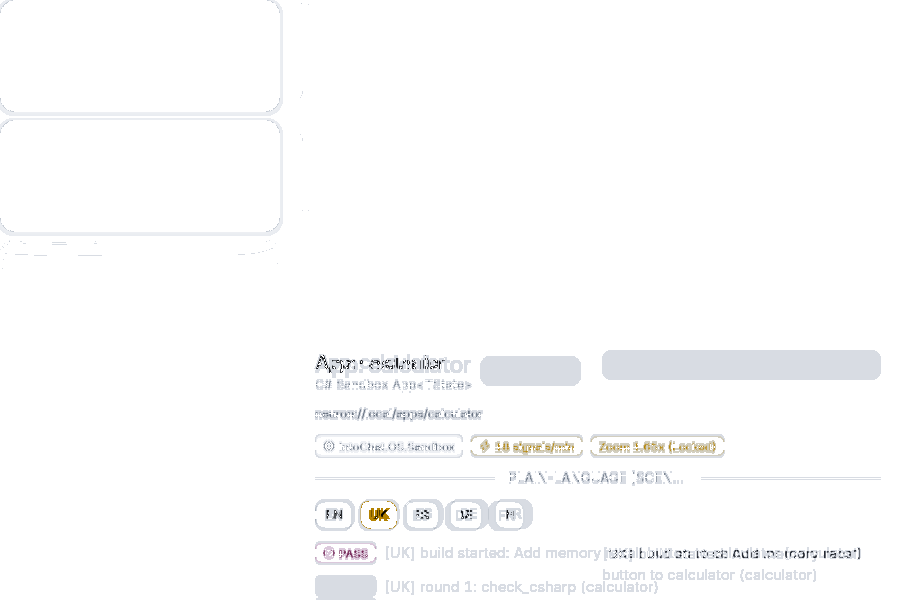 App: calculator
C# Sandbox App<TState>
neuron://local/apps/calculator
InfoChat OS Sandbox
18 signals/min
Zoom 1.65x (Locked)
PLAIN-LANGUAGE
EN
UK
ES
DE
FR
PASS
[UK] build started: Add memory
button to calculator (calculator)
[UK] round 1: check_csharp (calculator)